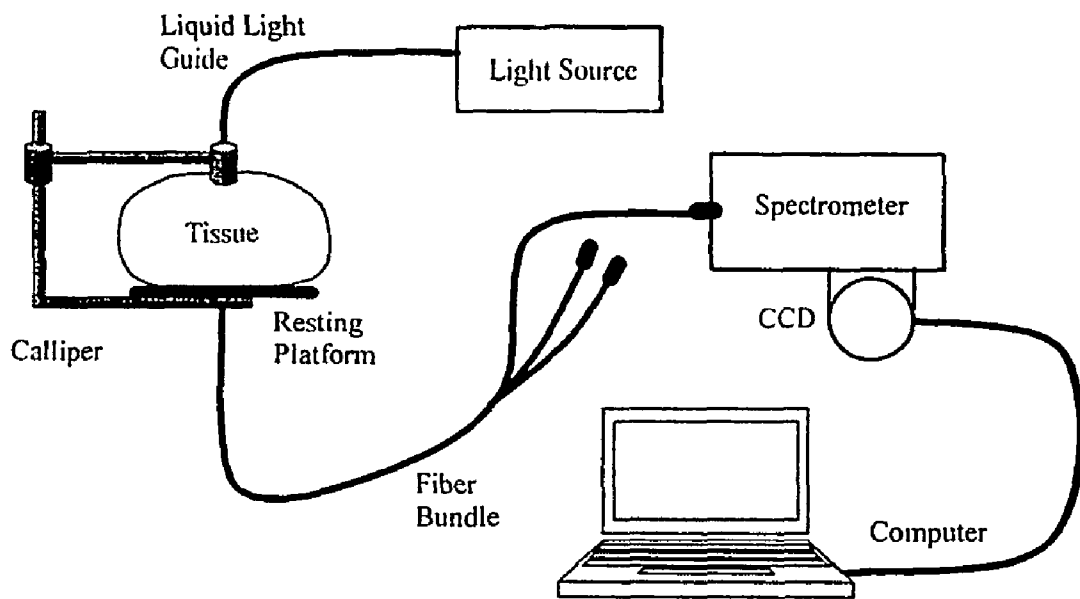 Liquid Light
Guide
Light Source
Tissue
Spectrometer
Resting
Platform
CCD
Calliper
Fiber
Bundle
Computer